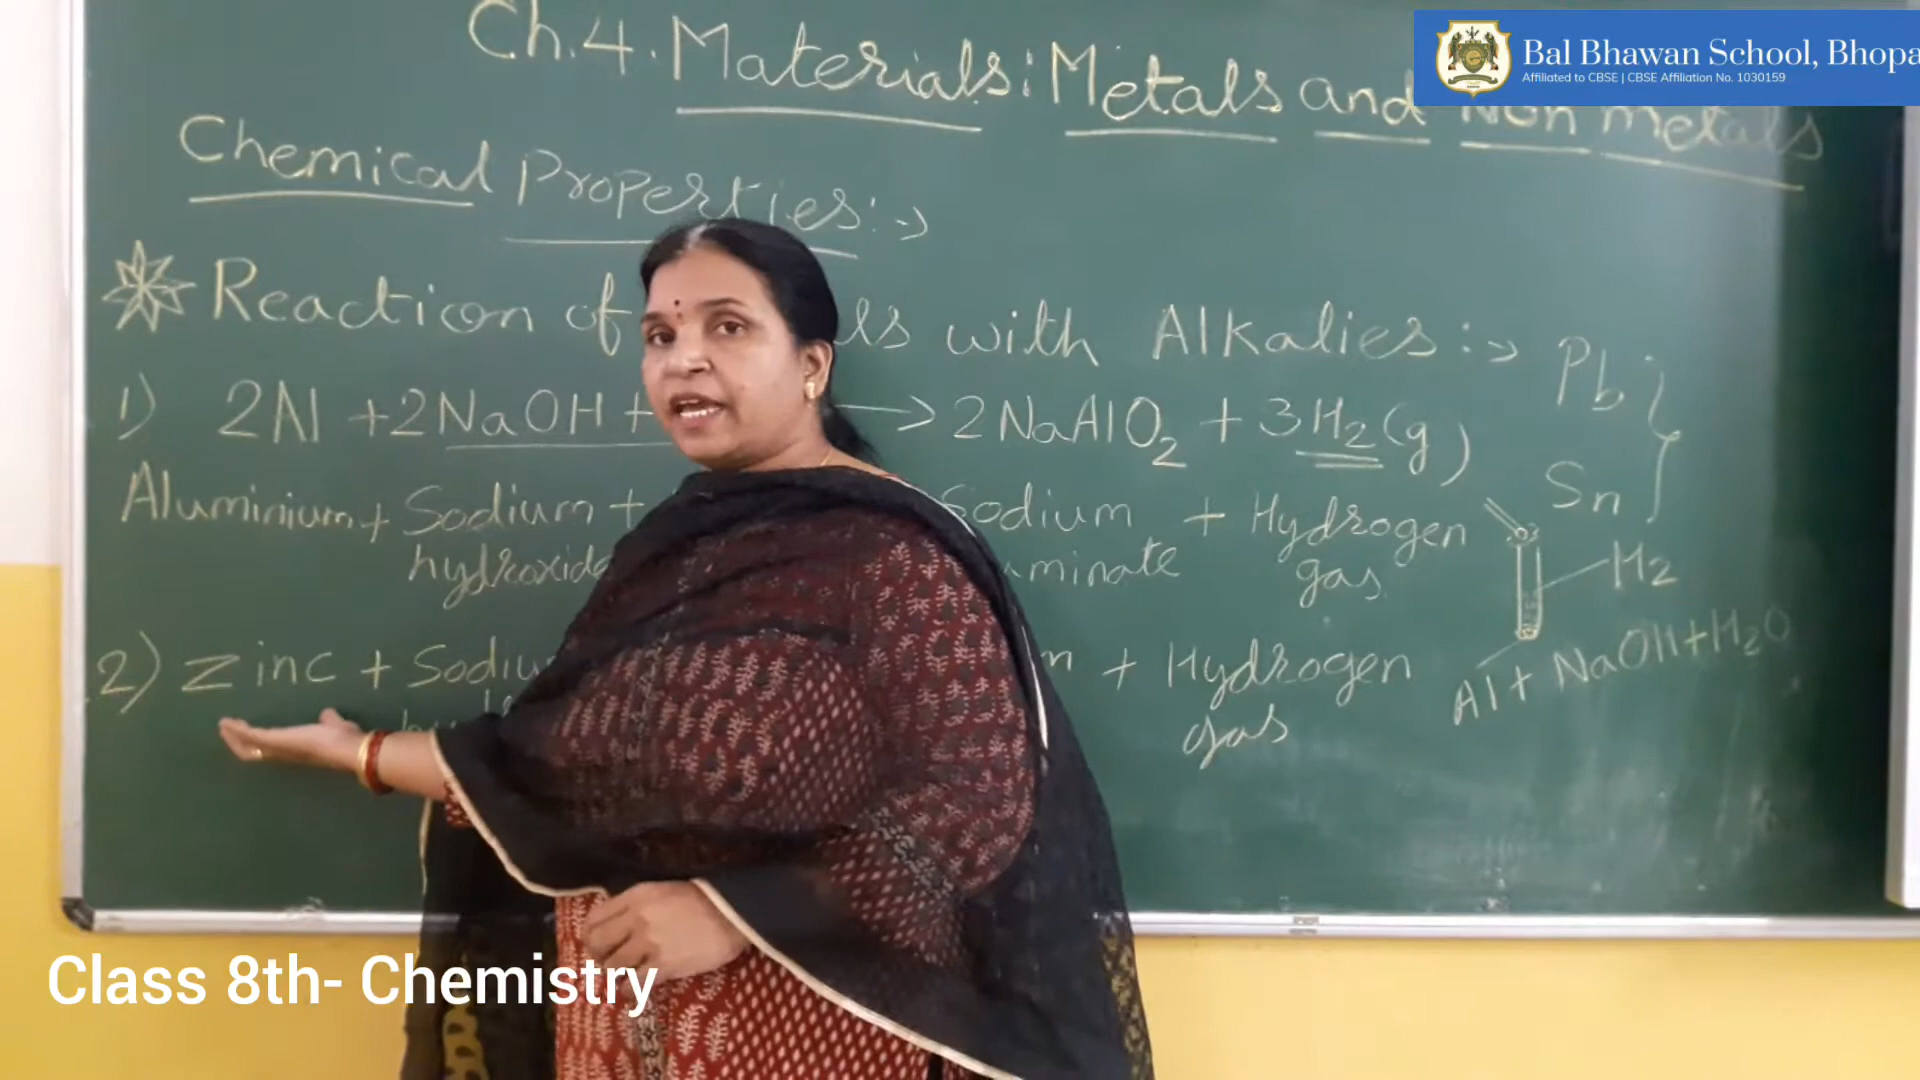 Ch.4. Materials: Metals and Non metals
Bal Bhawan School, Bhopa
Affiliated to CBSE | CBSE Affiliation No. 1030159
Chemical Properties:→
Reaction of ls with Alkalies:→
Pb
Sn
1) 2Al + 2NaOH + → 2NaAlO2 + 3H2(g)
Aluminium + Sodium + Sodium + Hydrogen
hydroxide minate gas
H2
Al + NaOH + H2O
2) Zinc + Sodiu m + Hydrogen
gas
Class 8th- Chemistry